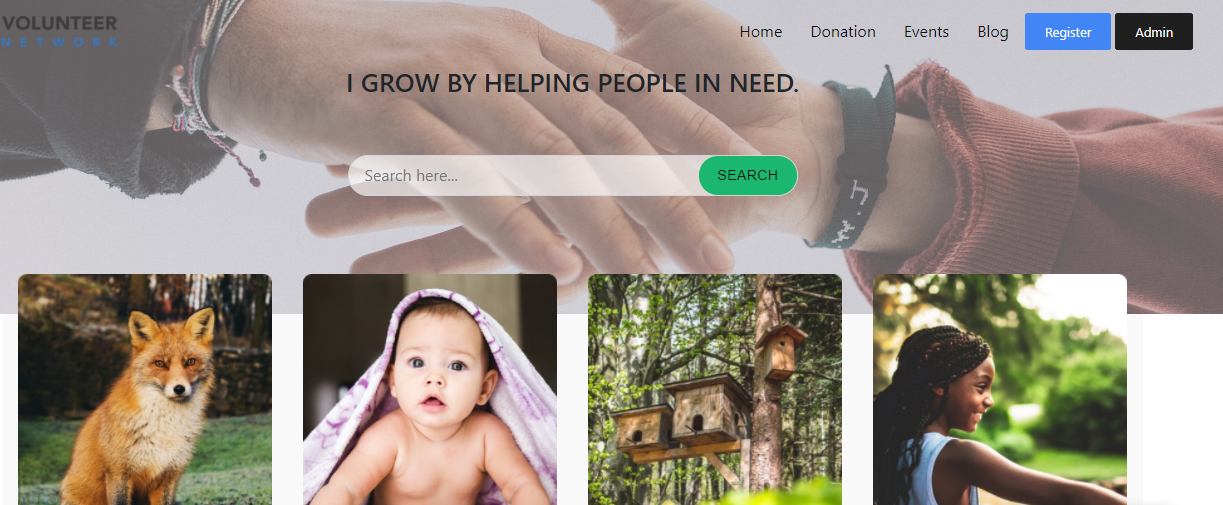 VOLUNTEER
NETWORK
Home Donation Events Blog Register Admin
I GROW BY HELPING PEOPLE IN NEED.
Search here... SEARCH